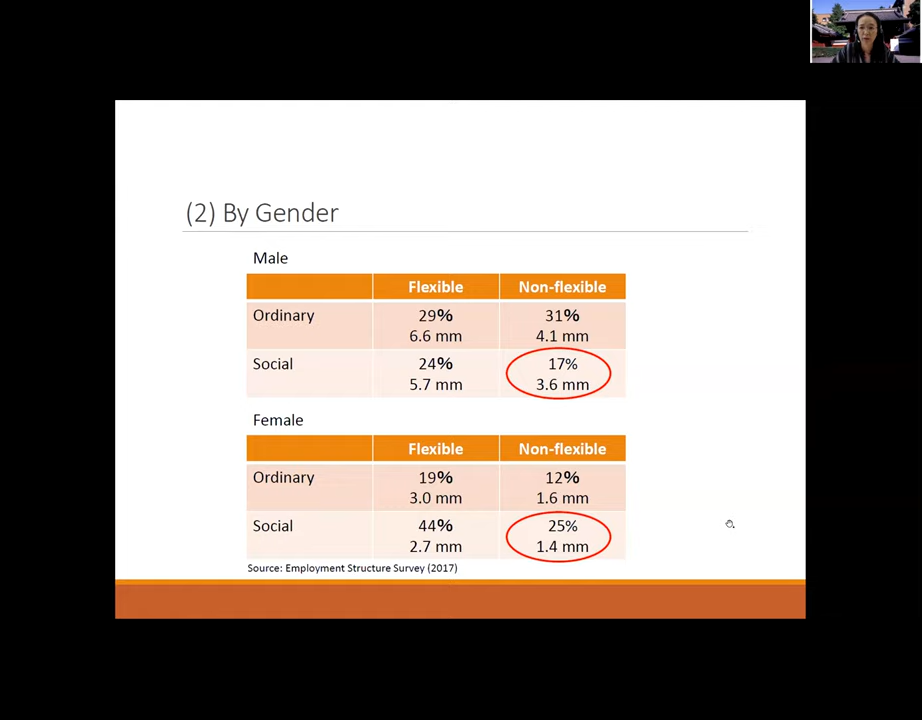 (2) By Gender
Male
Flexible Non-flexible
Ordinary 29% 31%
6.6 mm 4.1 mm
Social 24% 17%
5.7 mm 3.6 mm
Female
Flexible Non-flexible
Ordinary 19% 12%
3.0 mm 1.6 mm
Social 44% 25%
2.7 mm 1.4 mm
Source: Employment Structure Survey (2017)